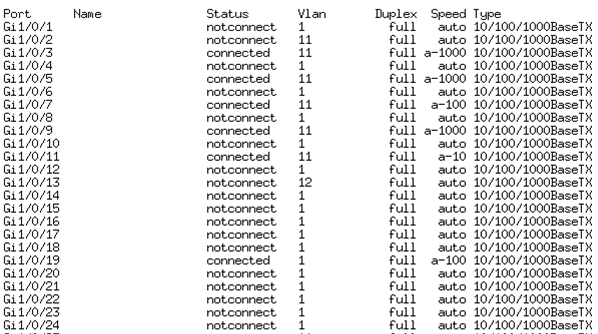 Port Name Status Vlan Duplex Speed Type
Gi1/0/1 notconnect 1 full auto 10/100/1000BaseTX
Gi1/0/2 notconnect 11 full auto 10/100/1000BaseTX
Gi1/0/3 connected 11 full a-1000 10/100/1000BaseTX
Gi1/0/4 notconnect 1 full auto 10/100/1000BaseTX
Gi1/0/5 connected 11 full a-1000 10/100/1000BaseTX
Gi1/0/6 notconnect 1 full auto 10/100/1000BaseTX
Gi1/0/7 connected 11 full a-100 10/100/1000BaseTX
Gi1/0/8 notconnect 1 full auto 10/100/1000BaseTX
Gi1/0/9 connected 11 full a-1000 10/100/1000BaseTX
Gi1/0/10 notconnect 1 full auto 10/100/1000BaseTX
Gi1/0/11 connected 11 full a-10 10/100/1000BaseTX
Gi1/0/12 notconnect 1 full auto 10/100/1000BaseTX
Gi1/0/13 notconnect 12 full auto 10/100/1000BaseTX
Gi1/0/14 notconnect 1 full auto 10/100/1000BaseTX
Gi1/0/15 notconnect 1 full auto 10/100/1000BaseTX
Gi1/0/16 notconnect 1 full auto 10/100/1000BaseTX
Gi1/0/17 notconnect 1 full auto 10/100/1000BaseTX
Gi1/0/18 notconnect 1 full auto 10/100/1000BaseTX
Gi1/0/19 connected 1 full a-100 10/100/1000BaseTX
Gi1/0/20 notconnect 1 full auto 10/100/1000BaseTX
Gi1/0/21 notconnect 1 full auto 10/100/1000BaseTX
Gi1/0/22 notconnect 1 full auto 10/100/1000BaseTX
Gi1/0/23 notconnect 1 full auto 10/100/1000BaseTX
Gi1/0/24 notconnect 1 full auto 10/100/1000BaseTX